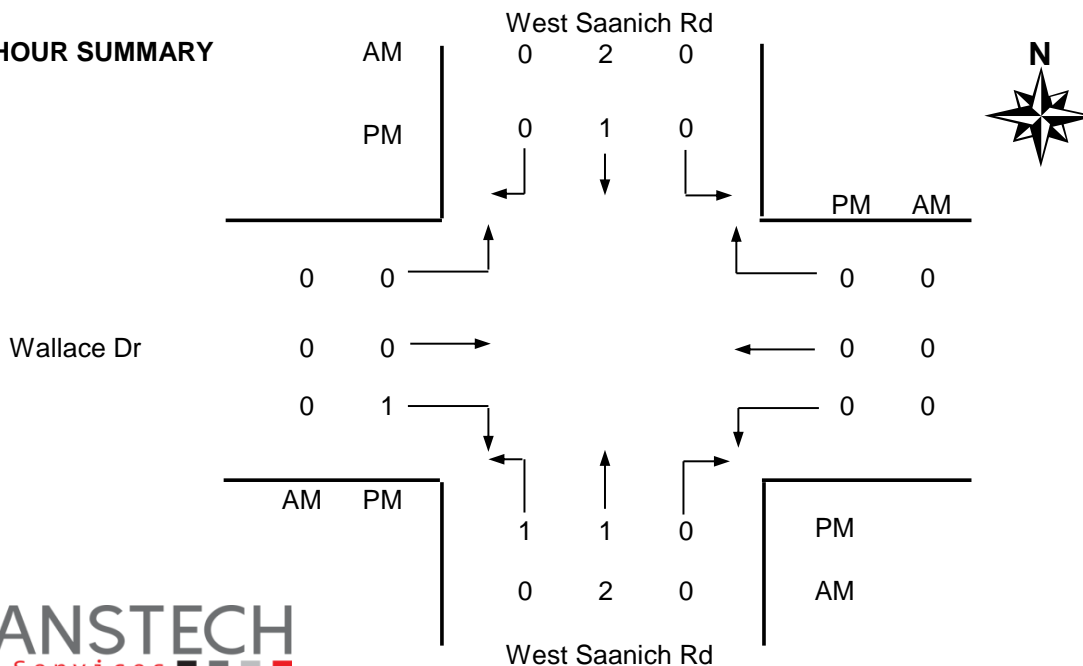 West Saanich Rd
HOUR SUMMARY AM 0 2 0 N
PM 0 1 0
PM AM
0 0 0 0
Wallace Dr 0 0 0 0
0 1 0 0
AM PM
1 1 0 PM
0 2 0 AM
ANSTECH
Services
West Saanich Rd